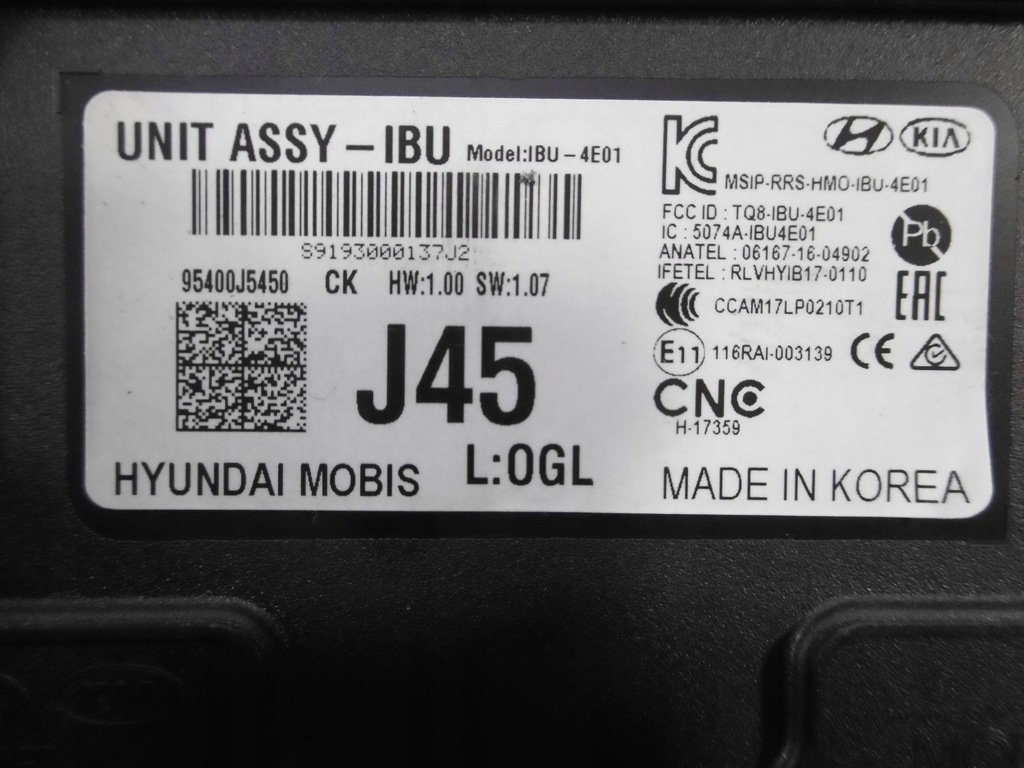 UNIT ASSY-IBU Model:IBU-4E01
S9193000137J2
95400J5450 CK HW:1.00 SW:1.07
J45
L:OGL
HYUNDAI MOBIS
KC
KIA
MSIP-RRS-HMO-IBU-4E01
FCC ID : TQ8-IBU-4E01
IC : 5074A-IBU4E01
ANATEL : 06167-16-04902
IFETEL : RLVHYIB17-0110
Pb
EAC
CCAM17LP0210T1
E11 116RAI-003139 CE
CNC
H-17359
MADE IN KOREA